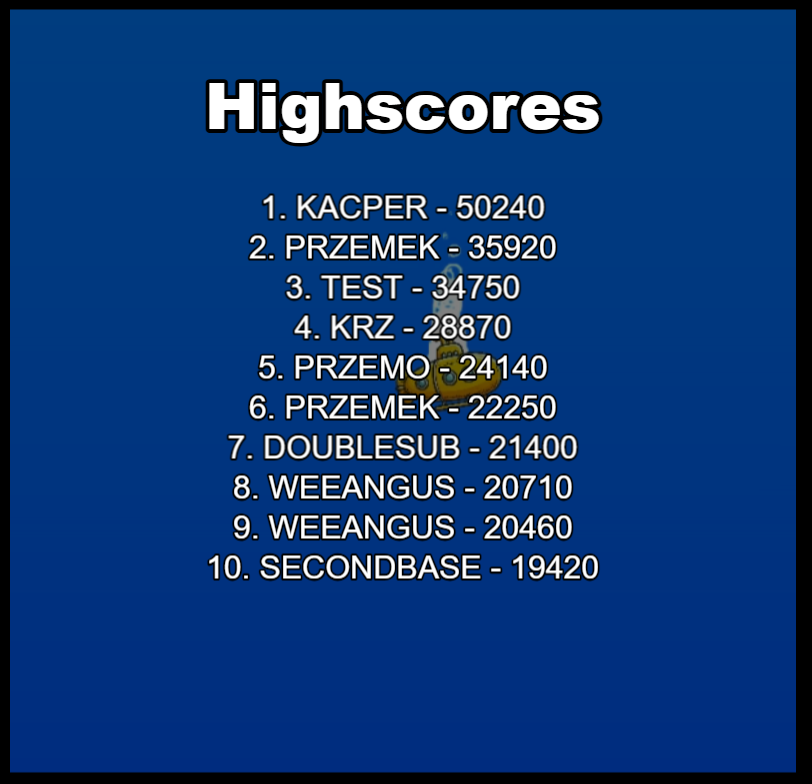 Highscores
1. KACPER - 50240
2. PRZEMEK - 35920
3. TEST - 34750
4. KRZ - 28870
5. PRZEMO - 24140
6. PRZEMEK - 22250
7. DOUBLESUB - 21400
8. WEEANGUS - 20710
9. WEEANGUS - 20460
10. SECONDBASE - 19420